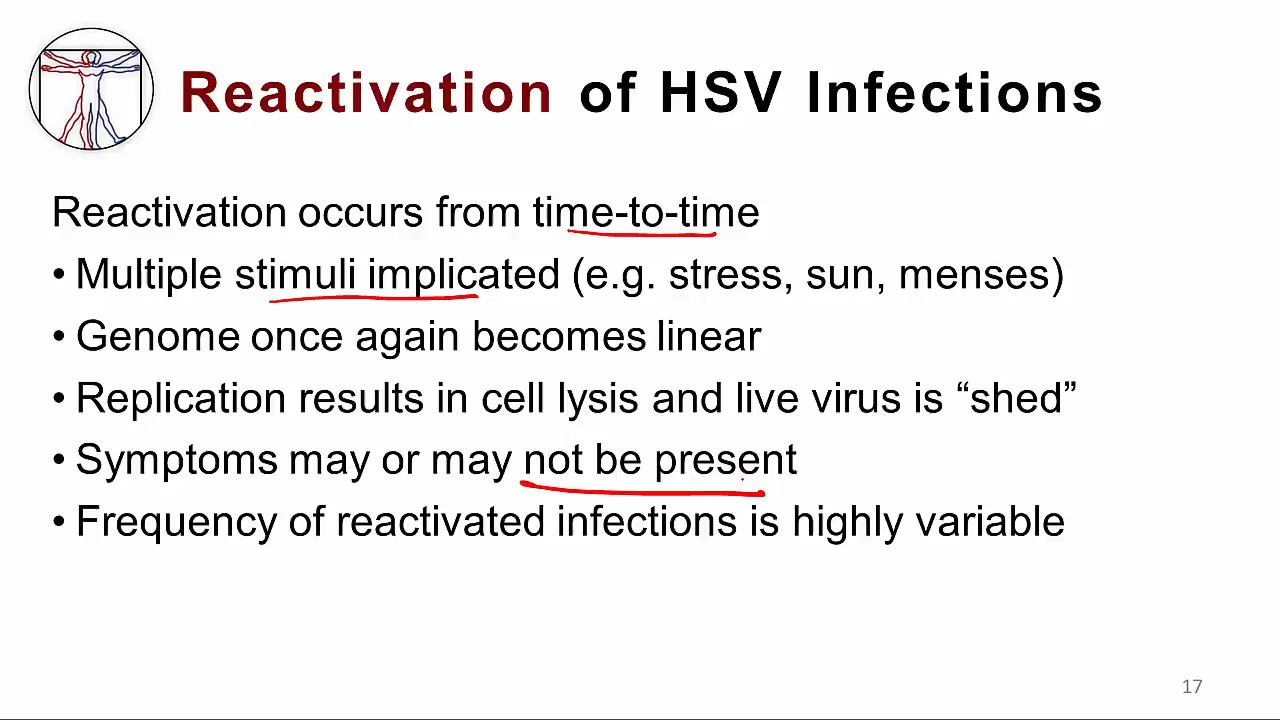 Reactivation of HSV Infections
Reactivation occurs from time-to-time
• Multiple stimuli implicated (e.g. stress, sun, menses)
• Genome once again becomes linear
• Replication results in cell lysis and live virus is “shed”
• Symptoms may or may not be present
• Frequency of reactivated infections is highly variable
17